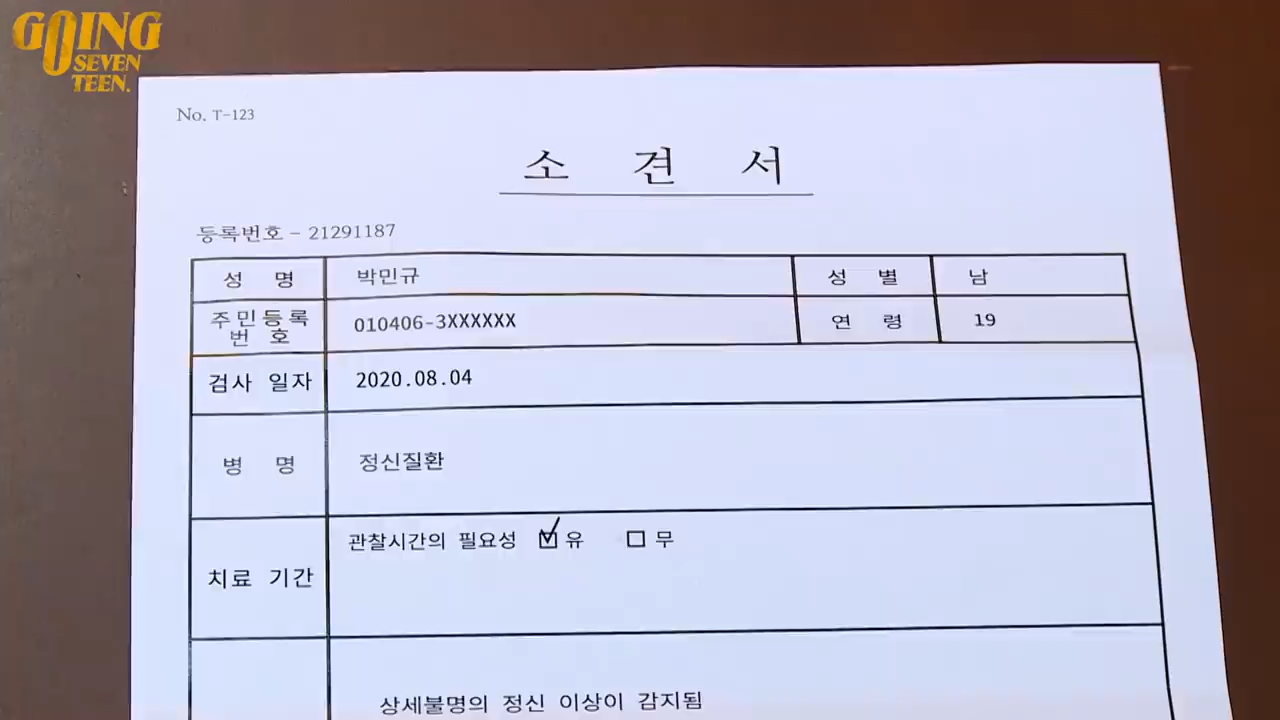 GOING
SEVEN
TEEN.
No. T-123
소 견 서
등록번호 - 21291187
성 명 박민규 성 별 남
주민등록
번 호 010406-3XXXXXX 연 령 19
검사 일자 2020.08.04
병 명 정신질환
관찰시간의 필요성 유 무
치료 기간
상세불명의 정신 이상이 감지됨